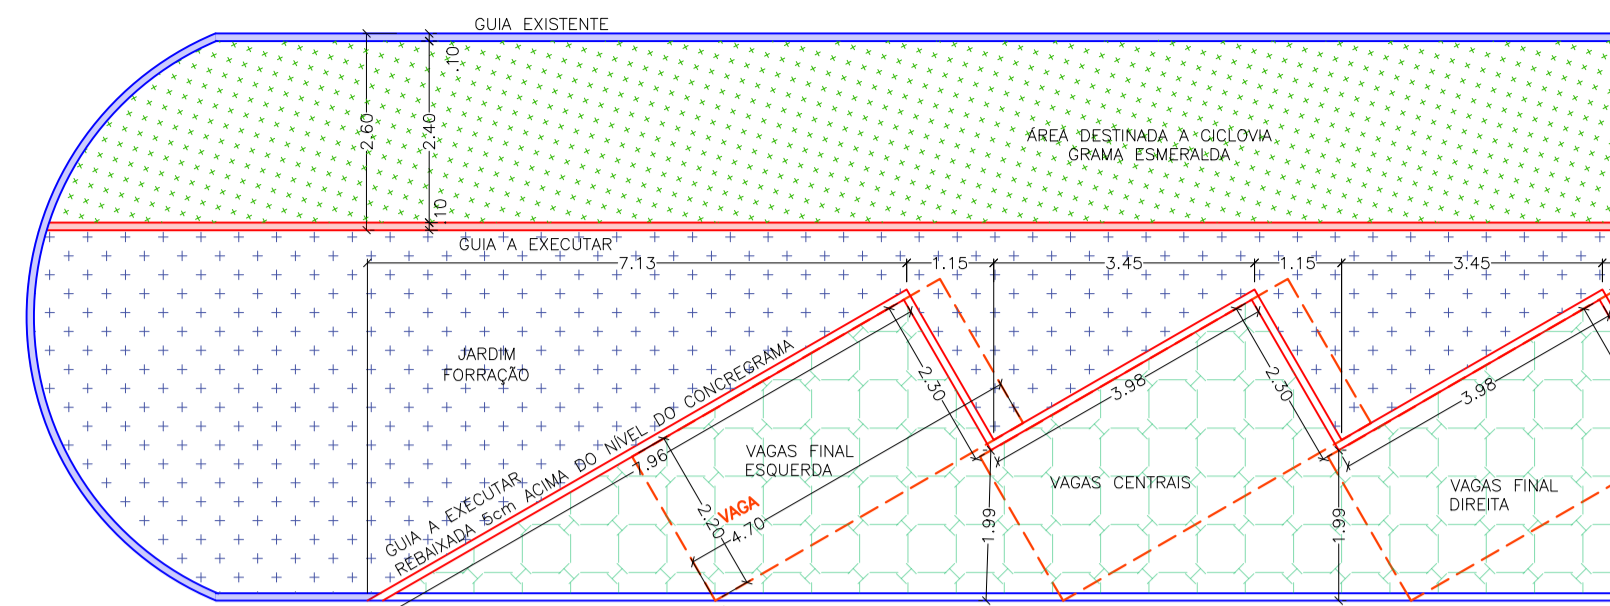 GUIA EXISTENTE
.10
2.60
2.40
ÁREA DESTINADA A CICLOVIA
GRAMA ESMERALDA
.10
GUIA A EXECUTAR
7.13
1.15
3.45
1.15
3.45
JARDIM
FORRAÇÃO
2.30
3.98
2.30
3.98
GUIA A EXECUTAR
REBAIXADA 5cm ACIMA DO NÍVEL DO CONCREGRAMA
7.96
VAGAS FINAL
ESQUERDA
VAGAS CENTRAIS
VAGAS FINAL
DIREITA
VAGA
2.20
4.70
1.99
1.99